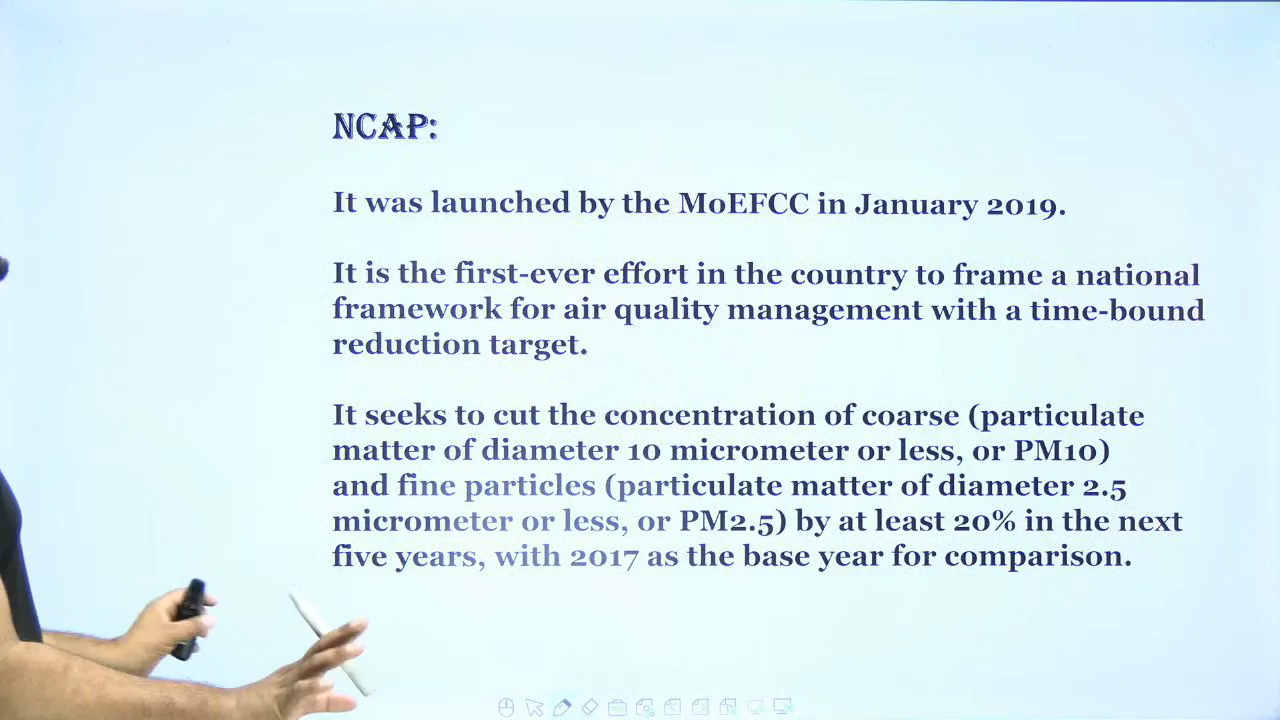 NCAP:
It was launched by the MoEFCC in January 2019.
It is the first-ever effort in the country to frame a national
framework for air quality management with a time-bound
reduction target.
It seeks to cut the concentration of coarse (particulate
matter of diameter 10 micrometer or less, or PM10)
and fine particles (particulate matter of diameter 2.5
micrometer or less, or PM2.5) by at least 20% in the next
five years, with 2017 as the base year for comparison.